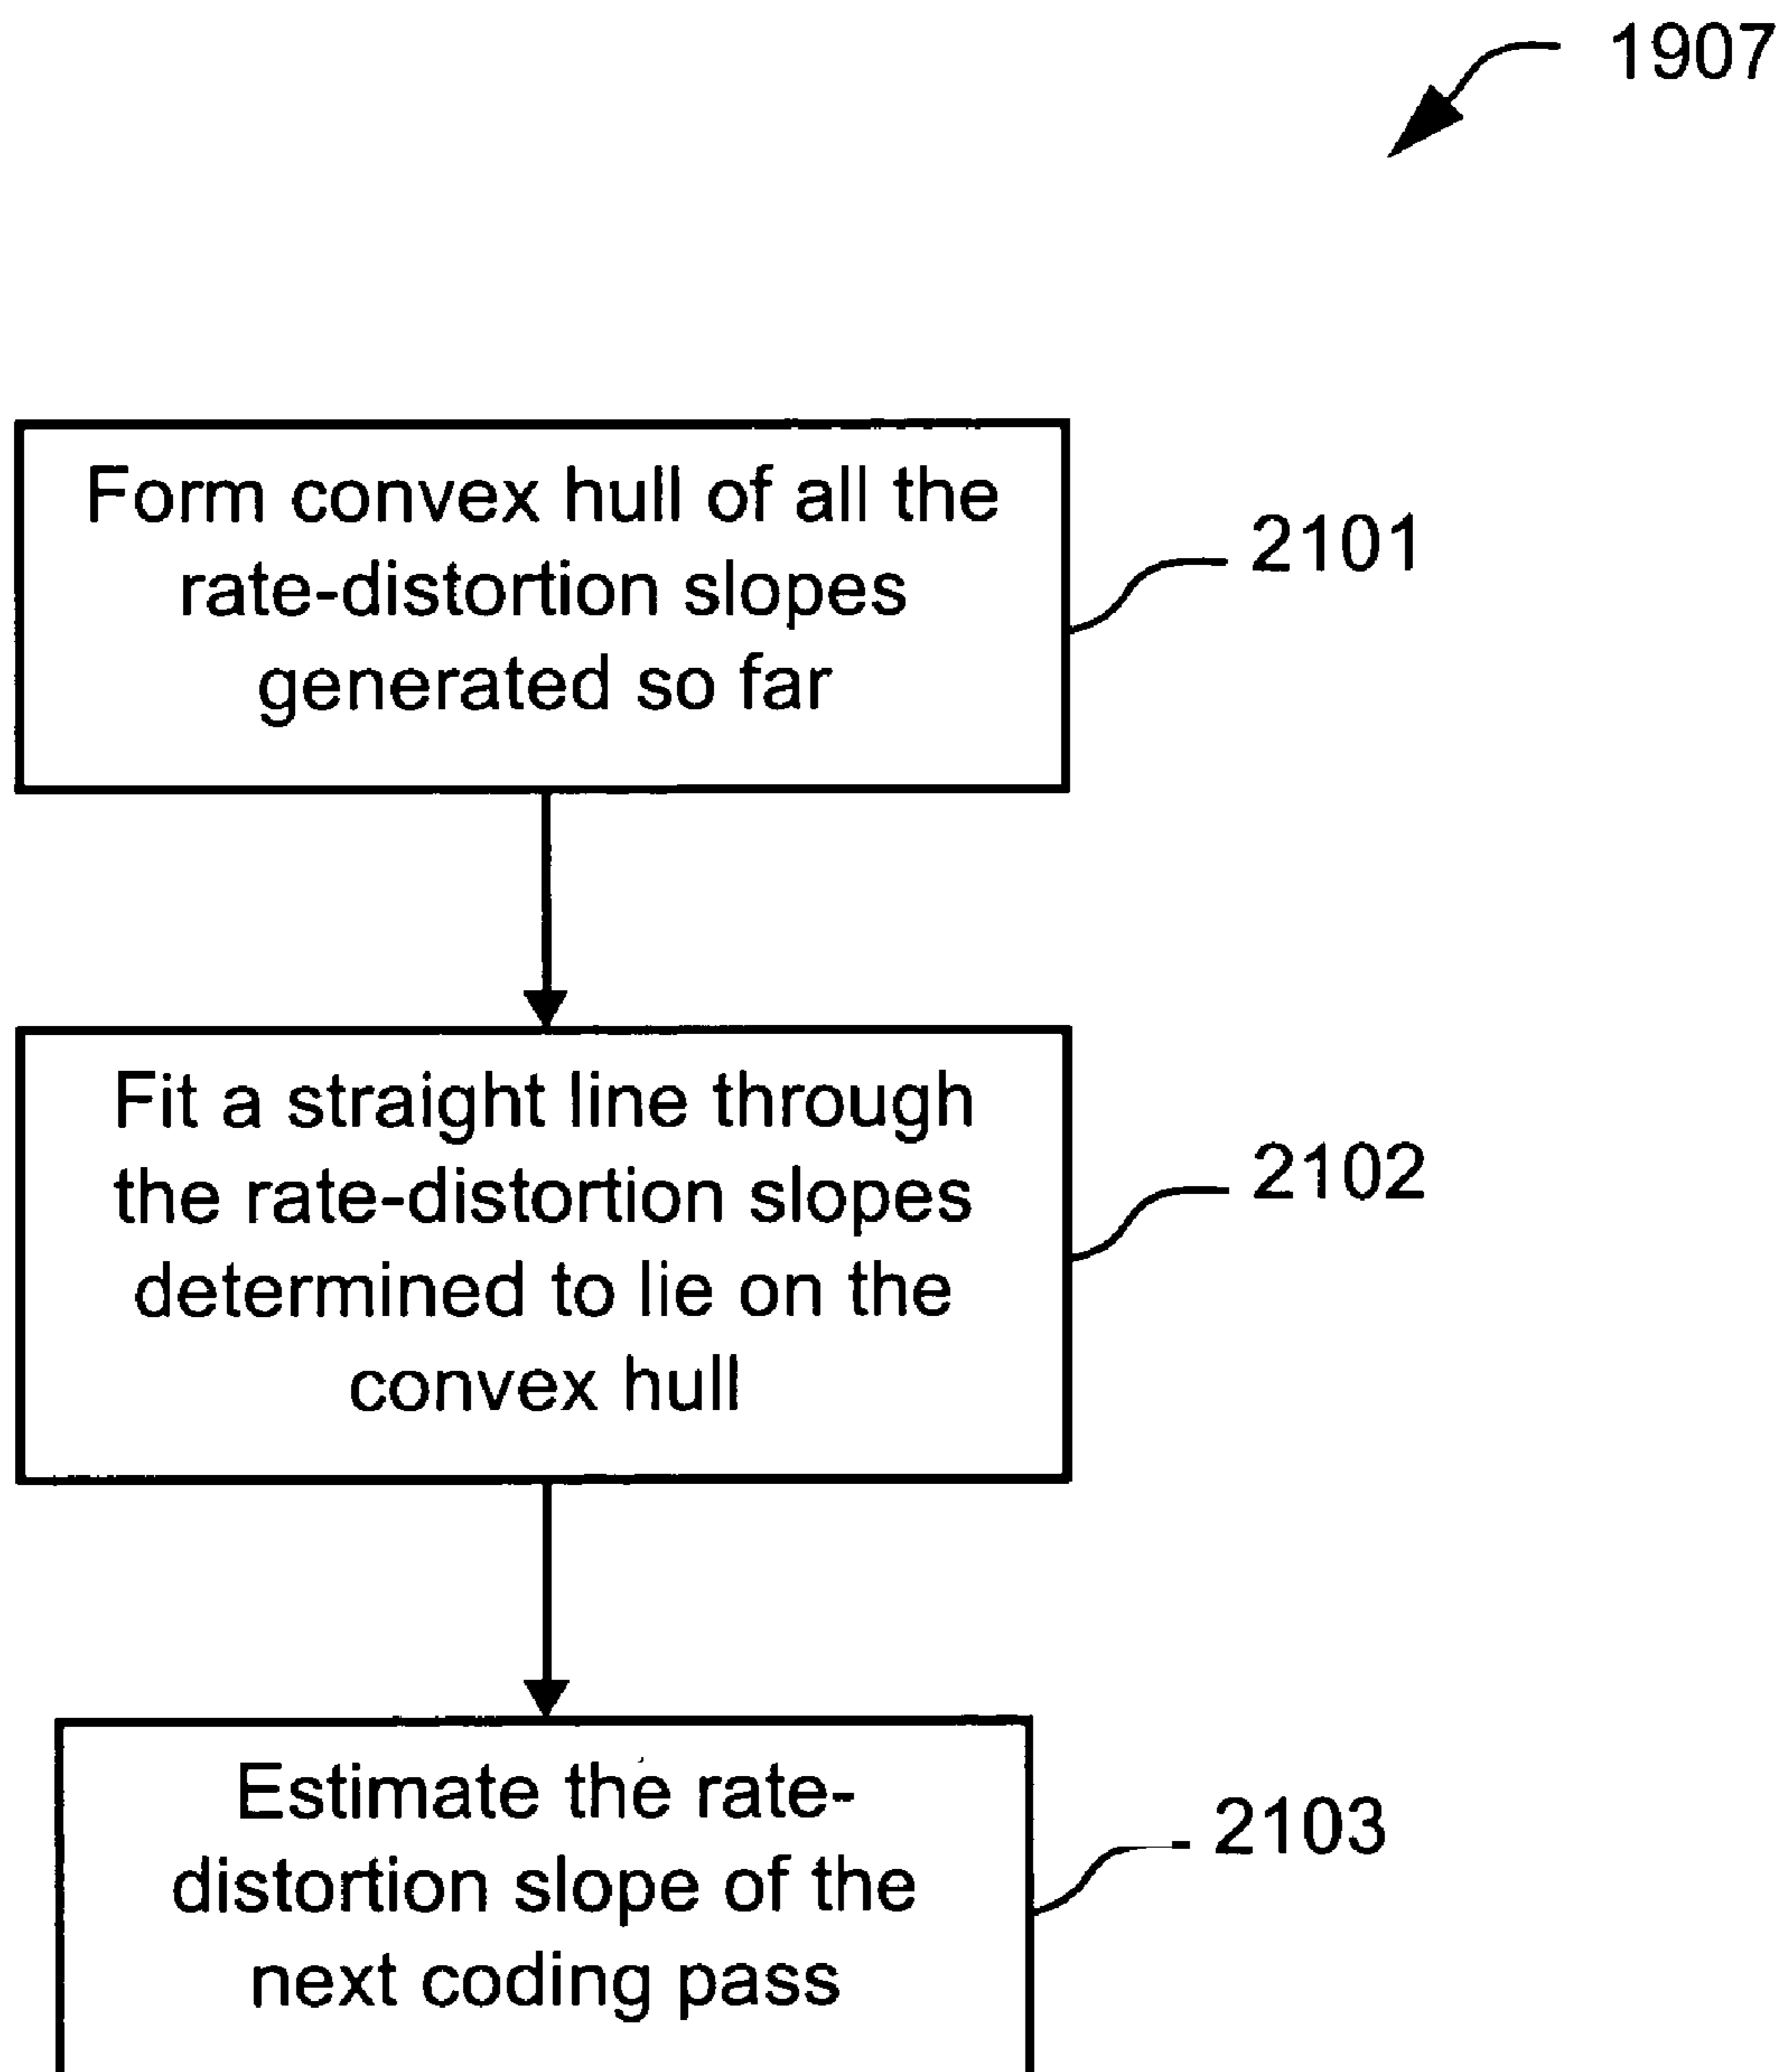 1907
Form convex hull of all the
rate-distortion slopes
generated so far
2101
Fit a straight line through
the rate-distortion slopes
determined to lie on the
convex hull
2102
Estimate the rate-
distortion slope of the
next coding pass
2103